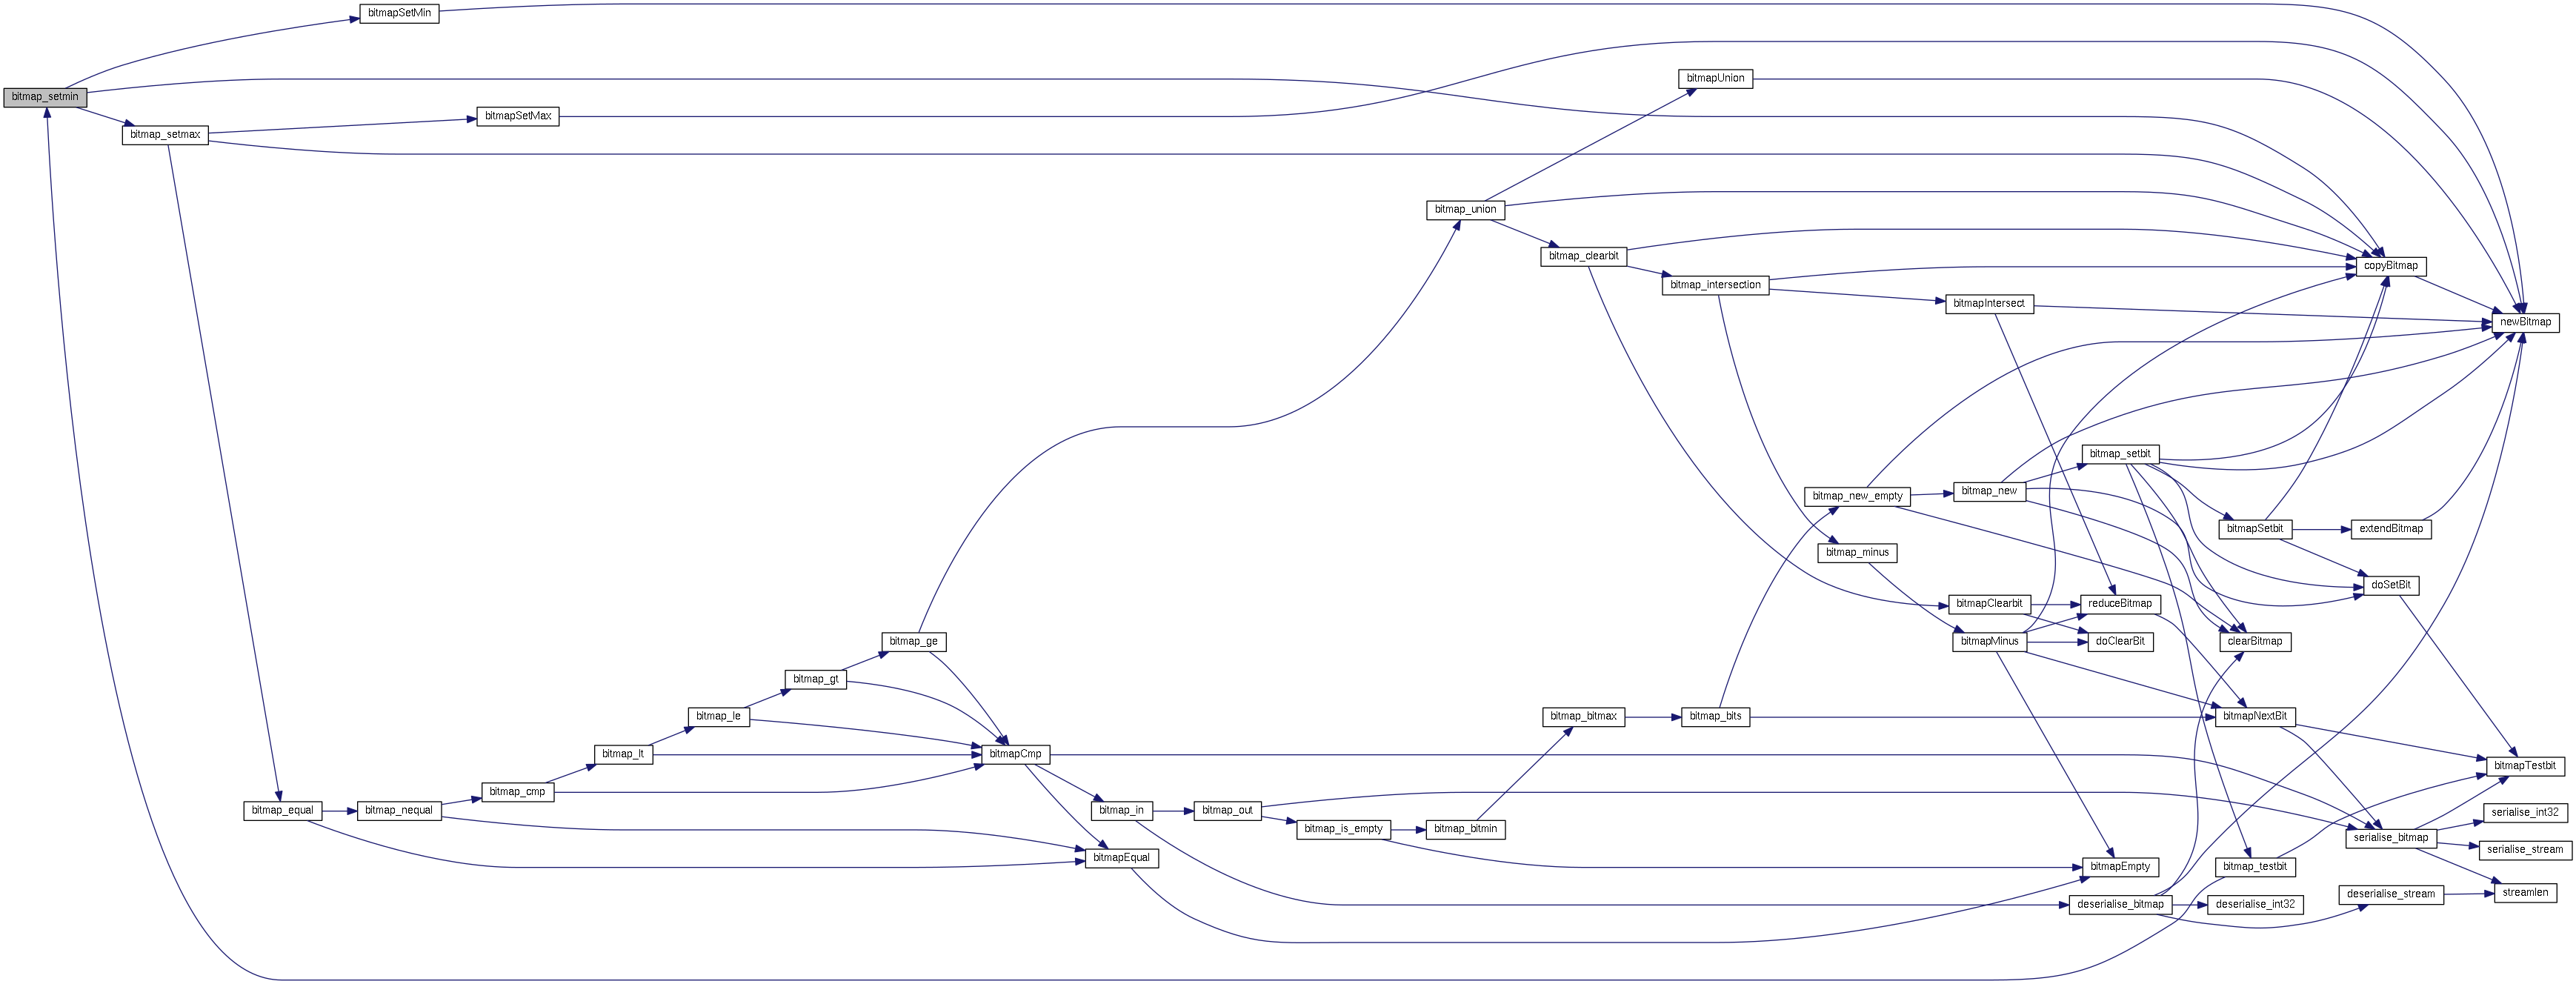 bitmapSetMin
bitmapUnion
bitmap_setmin
bitmapSetMax
bitmap_setmax
bitmap_union
bitmap_clearbit
copyBitmap
bitmap_intersection
bitmapIntersect
newBitmap
bitmap_setbit
bitmap_new
bitmap_new_empty
bitmapSetbit
extendBitmap
bitmap_minus
doSetBit
bitmapClearbit
reduceBitmap
bitmap_ge
bitmapMinus
doClearBit
clearBitmap
bitmap_gt
bitmap_le
bitmap_bitmax
bitmap_bits
bitmapNextBit
bitmap_lt
bitmapCmp
bitmapTestbit
bitmap_cmp
bitmap_equal
bitmap_nequal
bitmap_in
bitmap_out
serialise_int32
bitmap_is_empty
bitmap_bitmin
serialise_bitmap
serialise_stream
bitmapEqual
bitmapEmpty
bitmap_testbit
deserialise_stream
streamlen
deserialise_bitmap
deserialise_int32